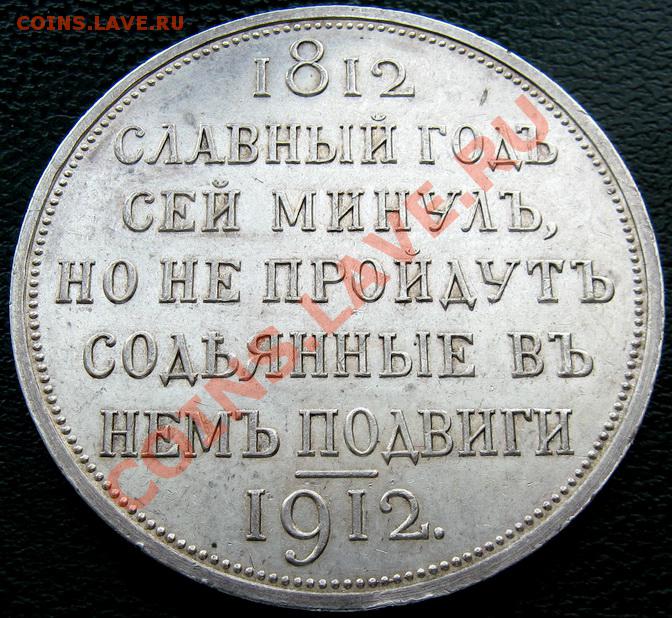 COINS.LAVE.RU
1812
СЛАВНЫЙ ГОДЪ
СЕЙ МИНУЛЪ,
НО НЕ ПРОЙДУТЪ
СОДѢЯННЫЕ ВЪ
НЕМЪ ПОДВИГИ
1912.
COINS.LAVE.RU